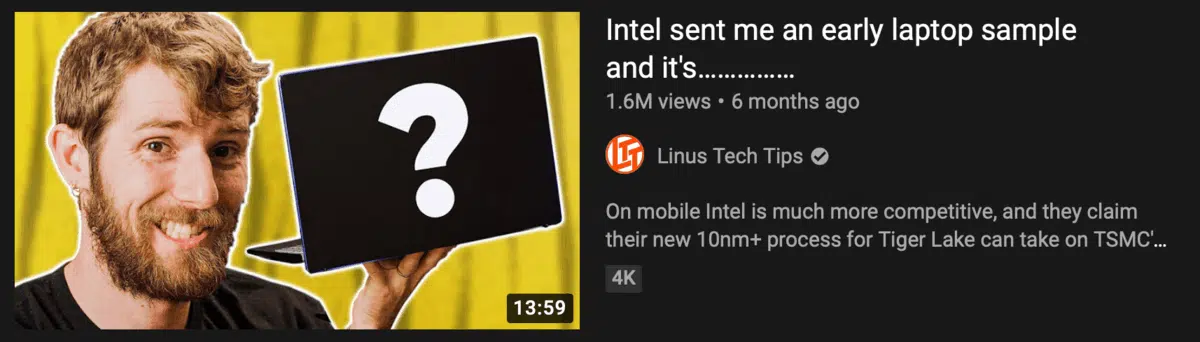 ?
13:59
Intel sent me an early laptop sample
and it's...............
1.6M views • 6 months ago
LTT
Linus Tech Tips
On mobile Intel is much more competitive, and they claim
their new 10nm+ process for Tiger Lake can take on TSMC'...
4K